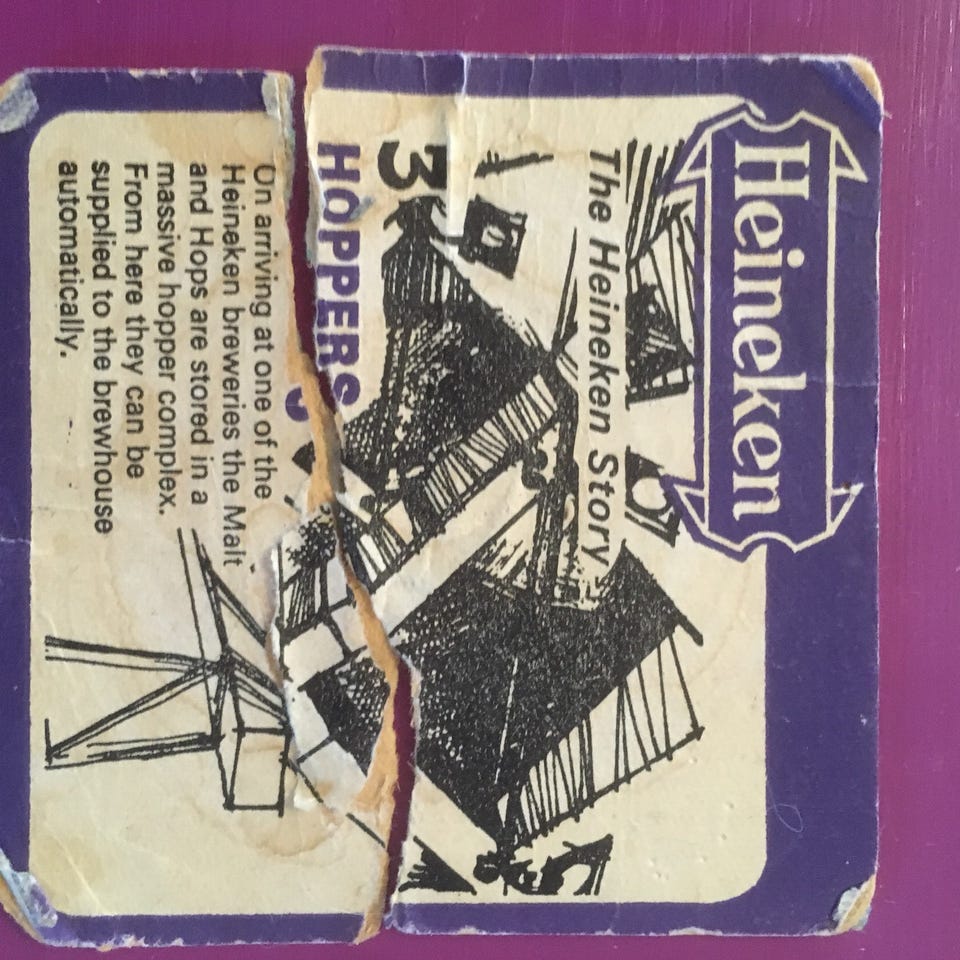 Heineken
The Heineken Story
3
HOPPERS
On arriving at one of the
Heineken breweries the Malt
and Hops are stored in a
massive hopper complex.
From here they can be
supplied to the brewhouse
automatically.